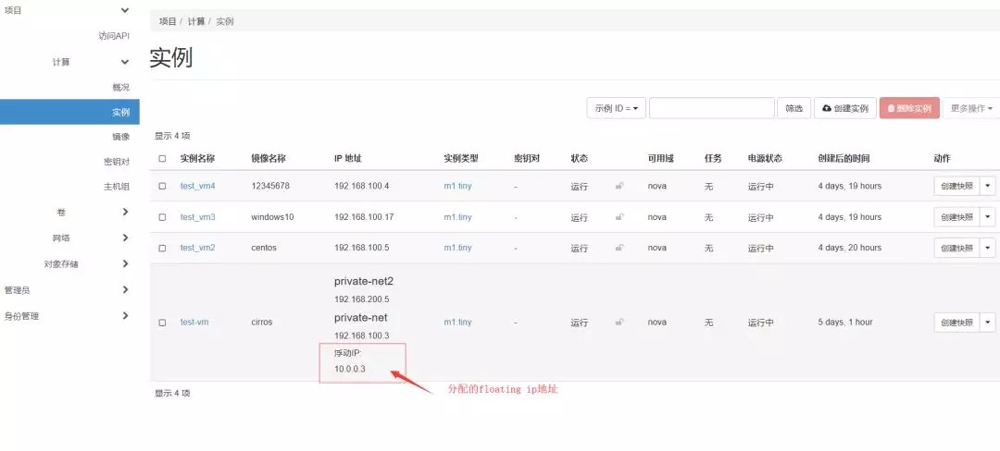 项目
访问API
计算
概况
实例
镜像
密钥对
主机组
卷
网络
对象存储
管理员
身份管理
项目 / 计算 / 实例
实例
示例 ID = 筛选 创建实例 删除实例 更多操作
显示 4 项
实例名称 镜像名称 IP 地址 实例类型 密钥对 状态 可用域 任务 电源状态 创建后的时间 动作
test_vm4 12345678 192.168.100.4 m1.tiny - 运行 nova 无 运行中 4 days, 19 hours 创建快照
test_vm3 windows10 192.168.100.17 m1.tiny - 运行 nova 无 运行中 4 days, 19 hours 创建快照
test_vm2 centos 192.168.100.5 m1.tiny - 运行 nova 无 运行中 4 days, 20 hours 创建快照
private-net2
192.168.200.5
private-net
test-vm cirros 192.168.100.3 m1.tiny - 运行 nova 无 运行中 5 days, 1 hour 创建快照
浮动IP:
10.0.0.3
分配的floating ip地址
显示 4 项